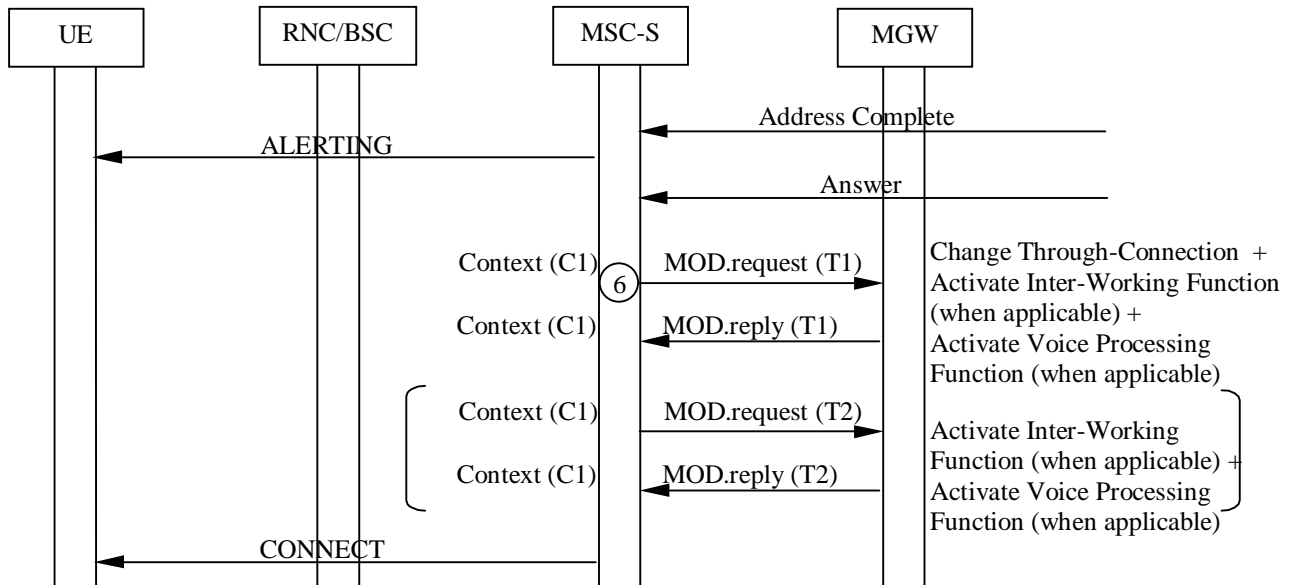 UE
RNC/BSC
MSC-S
MGW
Address Complete
ALERTING
Answer
Context (C1)
6
MOD.request (T1)
Change Through-Connection +
Activate Inter-Working Function
(when applicable) +
Activate Voice Processing
Function (when applicable)
Context (C1)
MOD.reply (T1)
Context (C1)
MOD.request (T2)
Activate Inter-Working
Function (when applicable) +
Activate Voice Processing
Function (when applicable)
Context (C1)
MOD.reply (T2)
CONNECT